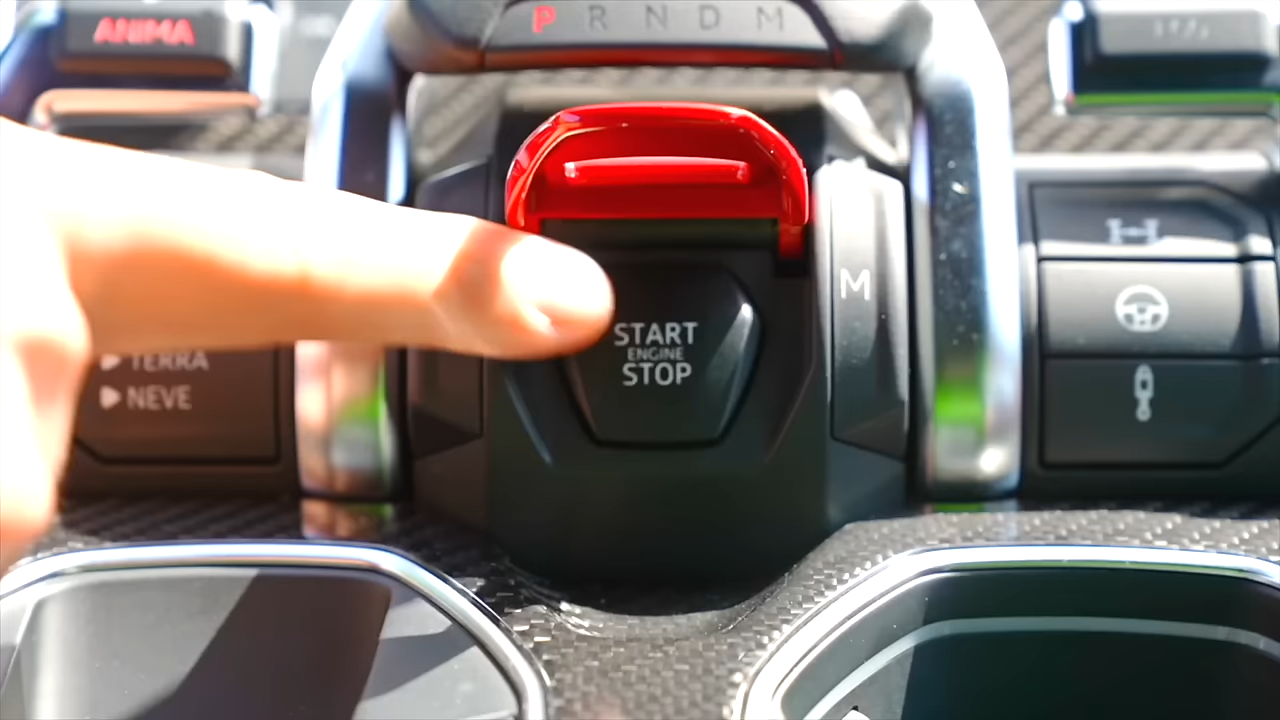 ANIMA
P R N D M
M
START
ENGINE
STOP
TERRA
NEVE